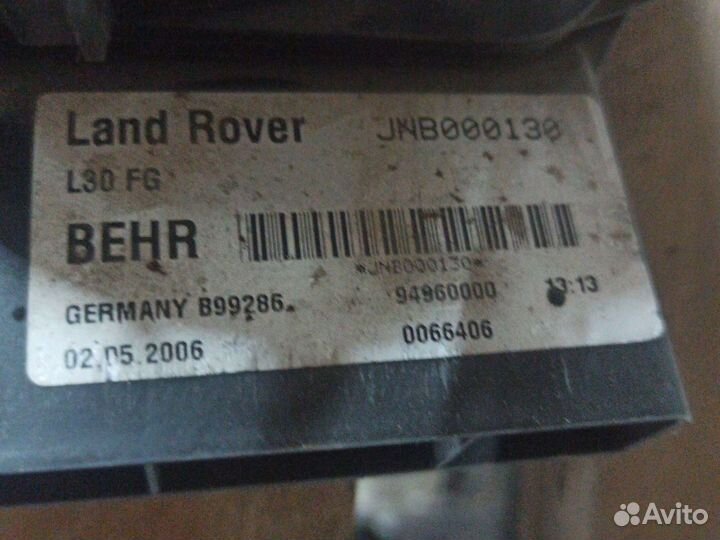 Land Rover JNB000130
L30 FG
BEHR
*JNB000130*
GERMANY B99286. 94960000 13:13
02.05.2006 0066406
Avito